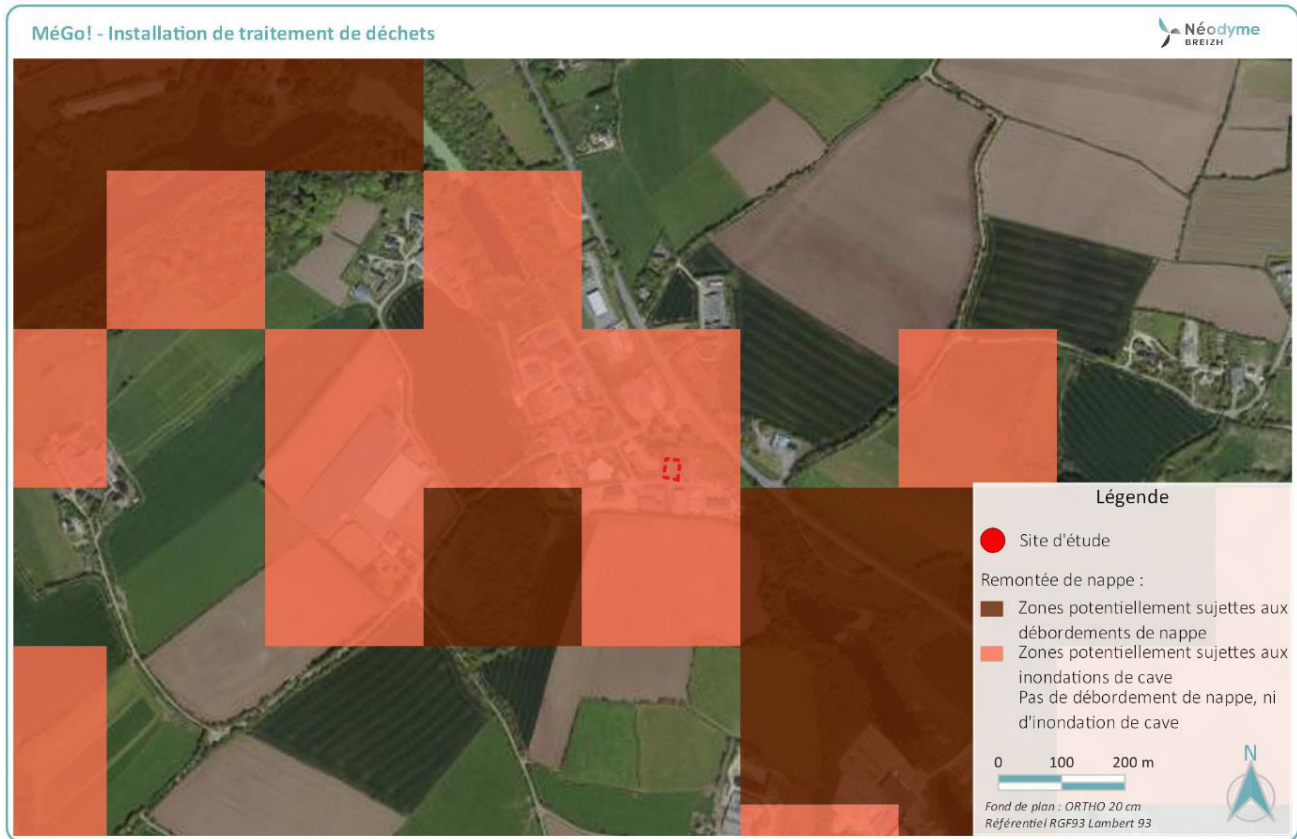 MéGo! - Installation de traitement de déchets
Néodyme
BREIZH
Légende
Site d'étude
Remontée de nappe :
Zones potentiellement sujettes aux
débordements de nappe
Zones potentiellement sujettes aux
inondations de cave
Pas de débordement de nappe, ni
d'inondation de cave
0 100 200 m
N
Fond de plan : ORTHO 20 cm
Référentiel RGF93 Lambert 93